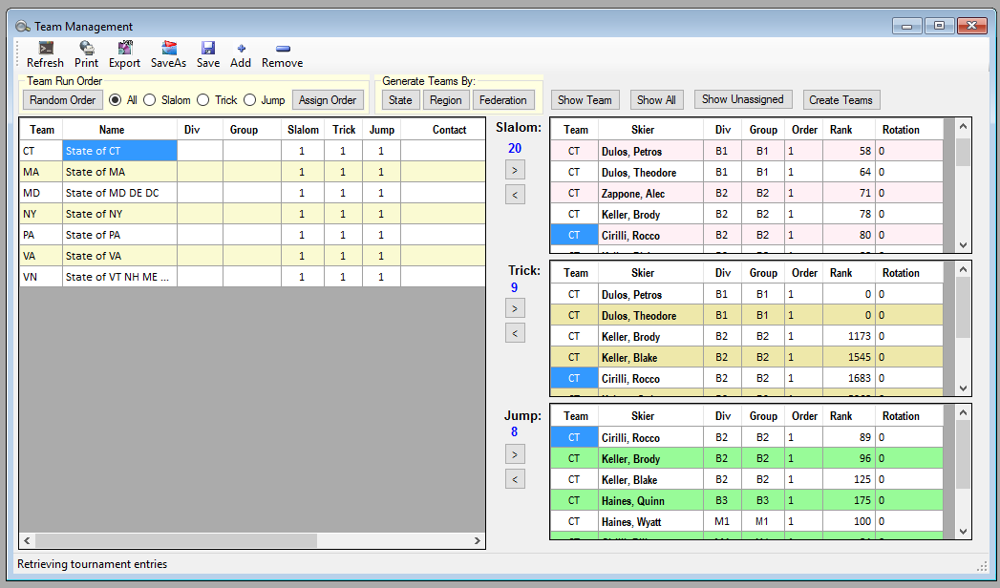 Team Management
Refresh Print Export SaveAs Save Add Remove
Team Run Order
Random Order All Slalom Trick Jump Assign Order
Generate Teams By:
State Region Federation
Show Team Show All Show Unassigned Create Teams
Team Name Div Group Slalom Trick Jump Contact
CT State of CT 1 1 1
MA State of MA 1 1 1
MD State of MD DE DC 1 1 1
NY State of NY 1 1 1
PA State of PA 1 1 1
VA State of VA 1 1 1
VN State of VT NH ME ... 1 1 1
Slalom:
20
>
<
Team Skier Div Group Order Rank Rotation
CT Dulos, Petros B1 B1 1 58 0
CT Dulos, Theodore B1 B1 1 64 0
CT Zappone, Alec B2 B2 1 71 0
CT Keller, Brody B2 B2 1 78 0
CT Cirilli, Rocco B2 B2 1 80 0
Trick:
9
>
<
Team Skier Div Group Order Rank Rotation
CT Dulos, Petros B1 B1 1 0 0
CT Dulos, Theodore B1 B1 1 0 0
CT Keller, Brody B2 B2 1 1173 0
CT Keller, Blake B2 B2 1 1545 0
CT Cirilli, Rocco B2 B2 1 1683 0
Jump:
8
>
<
Team Skier Div Group Order Rank Rotation
CT Cirilli, Rocco B2 B2 1 89 0
CT Keller, Brody B2 B2 1 96 0
CT Keller, Blake B2 B2 1 125 0
CT Haines, Quinn B3 B3 1 175 0
CT Haines, Wyatt M1 M1 1 100 0
Retrieving tournament entries